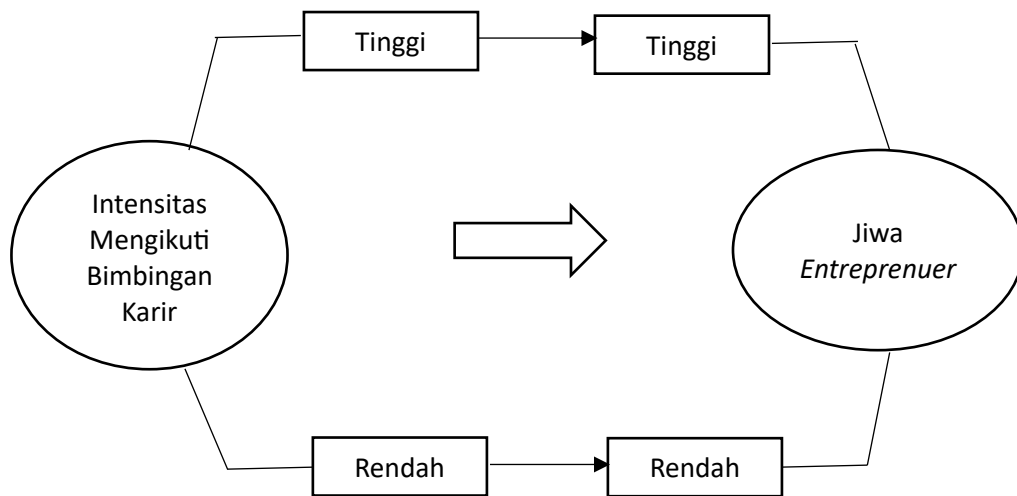 Tinggi
Tinggi
Intensitas
Mengikuti
Bimbingan
Karir
Jiwa
Entreprenuer
Rendah
Rendah